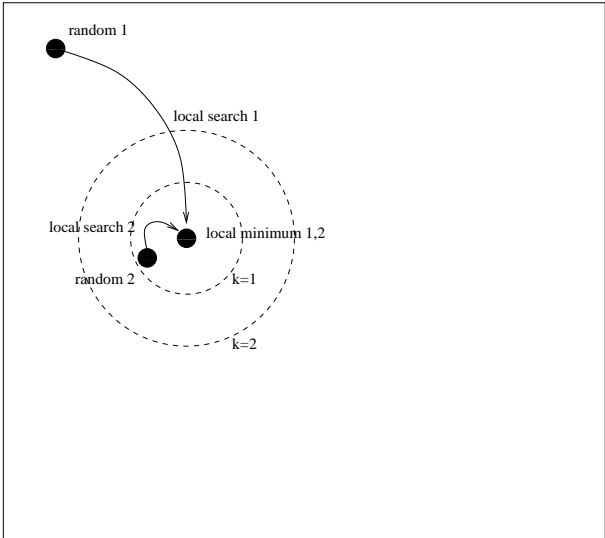 random 1
local search 1
local search 2
local minimum 1,2
random 2
k=1
k=2